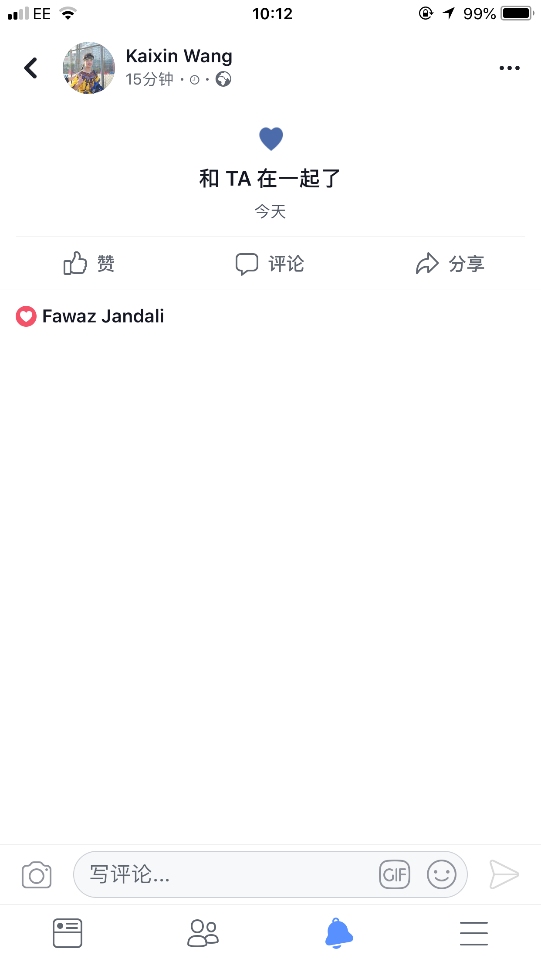 EE 10:12 99%
Kaixin Wang
15分钟 · ·
和 TA 在一起了
今天
赞 评论 分享
Fawaz Jandali
写评论... GIF